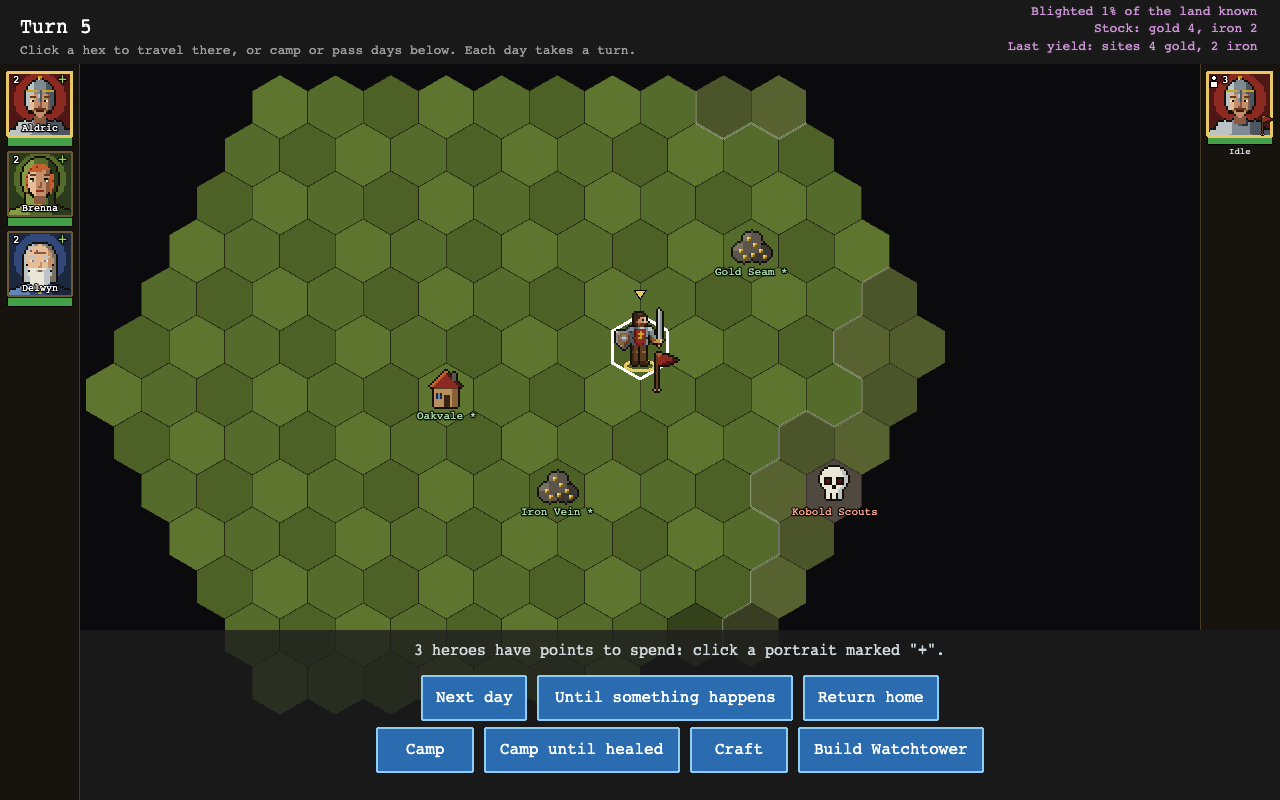 Turn 5
Click a hex to travel there, or camp or pass days below. Each day takes a turn.
Blighted 1% of the land known
Stock: gold 4, iron 2
Last yield: sites 4 gold, 2 iron
2 +
Aldric
2 +
Brenna
2 +
Delwyn
3
Idle
Gold Seam *
Oakvale *
Iron Vein *
Kobold Scouts
3 heroes have points to spend: click a portrait marked "+".
Next day
Until something happens
Return home
Camp
Camp until healed
Craft
Build Watchtower